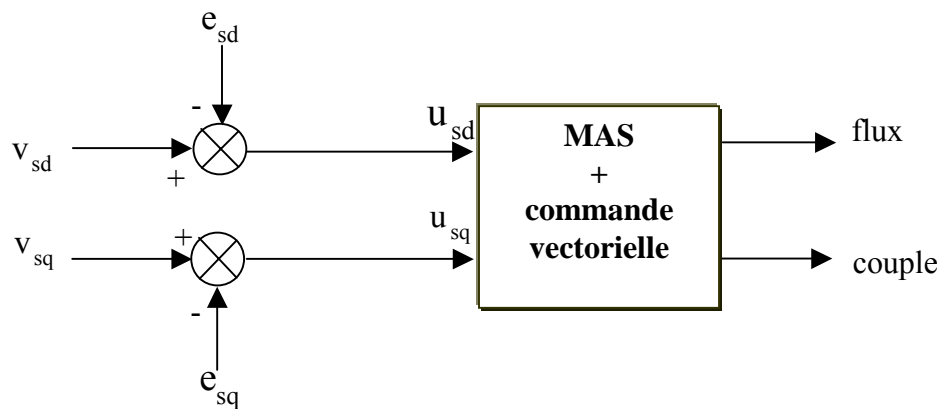 e_sd
-
v_sd
+
u_sd
MAS
+
commande
vectorielle
flux
v_sq
+
u_sq
couple
-
e_sq